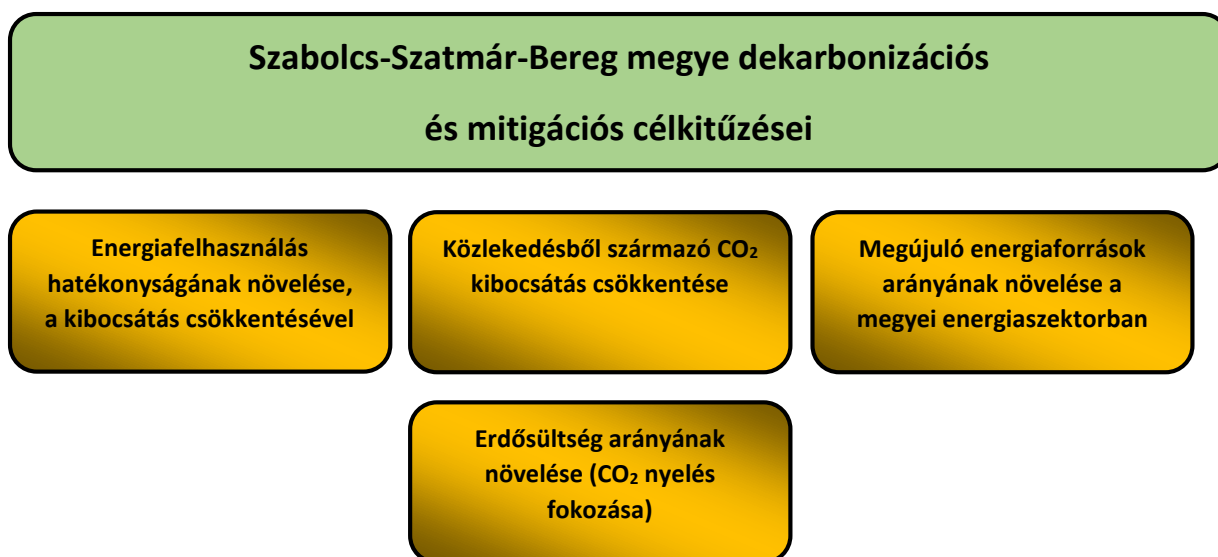 Szabolcs-Szatmár-Bereg megye dekarbonizációs
és mitigációs célkitűzései
Energiafelhasználás
hatékonyságának növelése,
a kibocsátás csökkentésével
Közlekedésből származó CO₂
kibocsátás csökkentése
Megújuló energiaforrások
arányának növelése a
megyei energiaszektorban
Erdősültség arányának
növelése (CO₂ nyelés
fokozása)